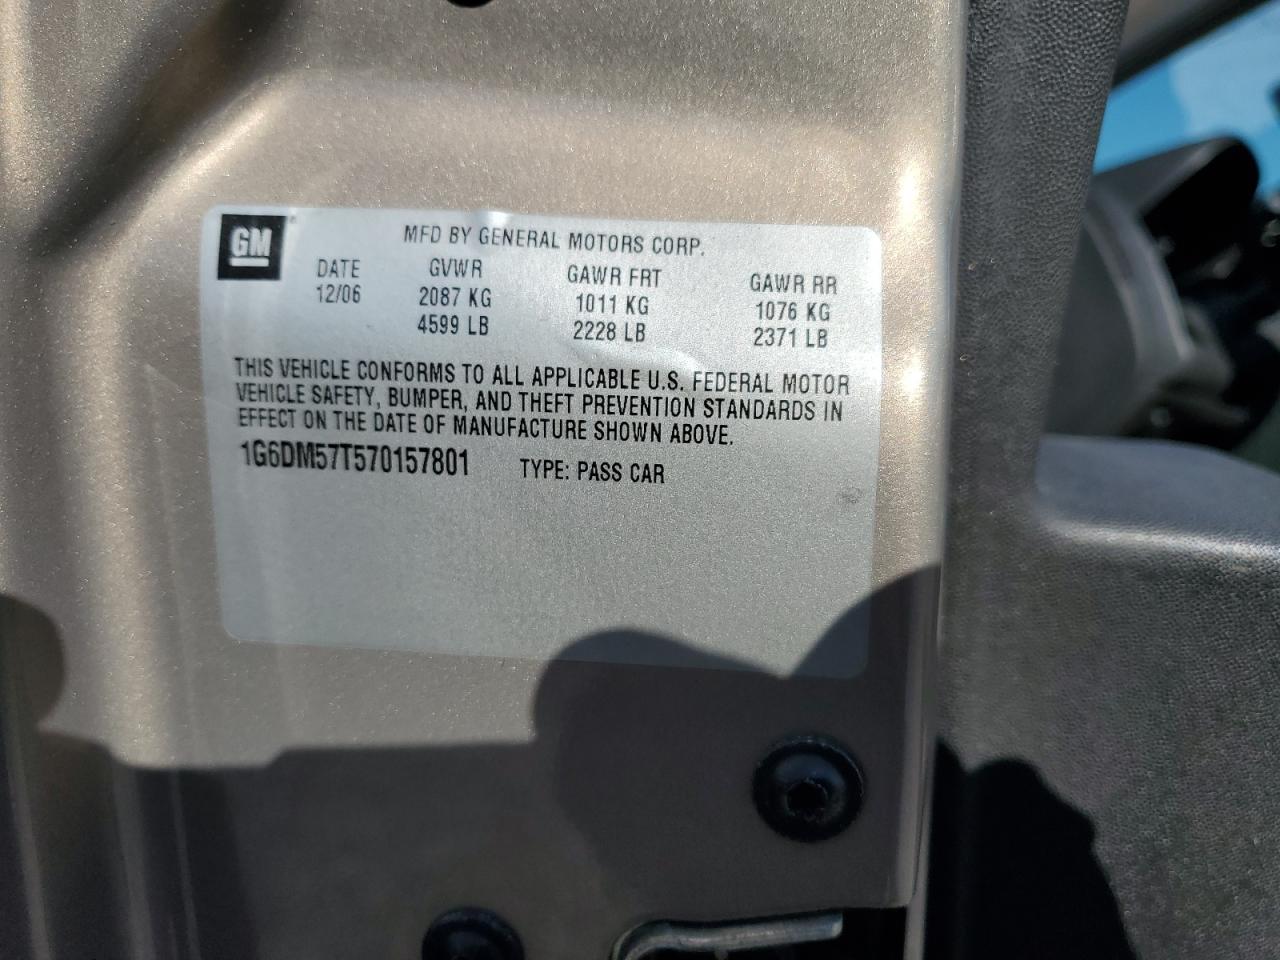 GM
MFD BY GENERAL MOTORS CORP.
DATE GVWR GAWR FRT GAWR RR
12/06 2087 KG 1011 KG 1076 KG
4599 LB 2228 LB 2371 LB
THIS VEHICLE CONFORMS TO ALL APPLICABLE U.S. FEDERAL MOTOR
VEHICLE SAFETY, BUMPER, AND THEFT PREVENTION STANDARDS IN
EFFECT ON THE DATE OF MANUFACTURE SHOWN ABOVE.
1G6DM57T570157801 TYPE: PASS CAR